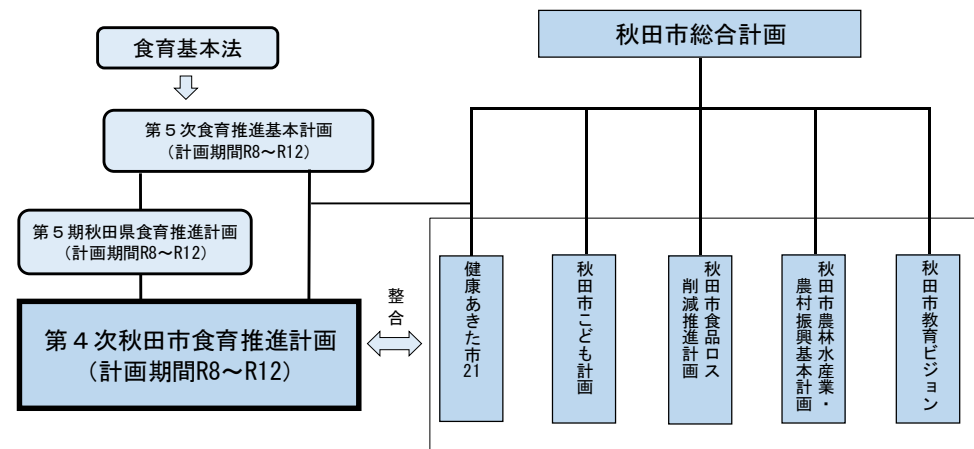 食育基本法
秋田市総合計画
第５次食育推進基本計画
(計画期間R8～R12)
第５期秋田県食育推進計画
(計画期間R8～R12)
第４次秋田市食育推進計画
(計画期間R8～R12)
整合
健康あきた市21
秋田市こども計画
秋田市食品ロス
削減推進計画
秋田市農林水産業・
農村振興基本計画
秋田市教育ビジョン